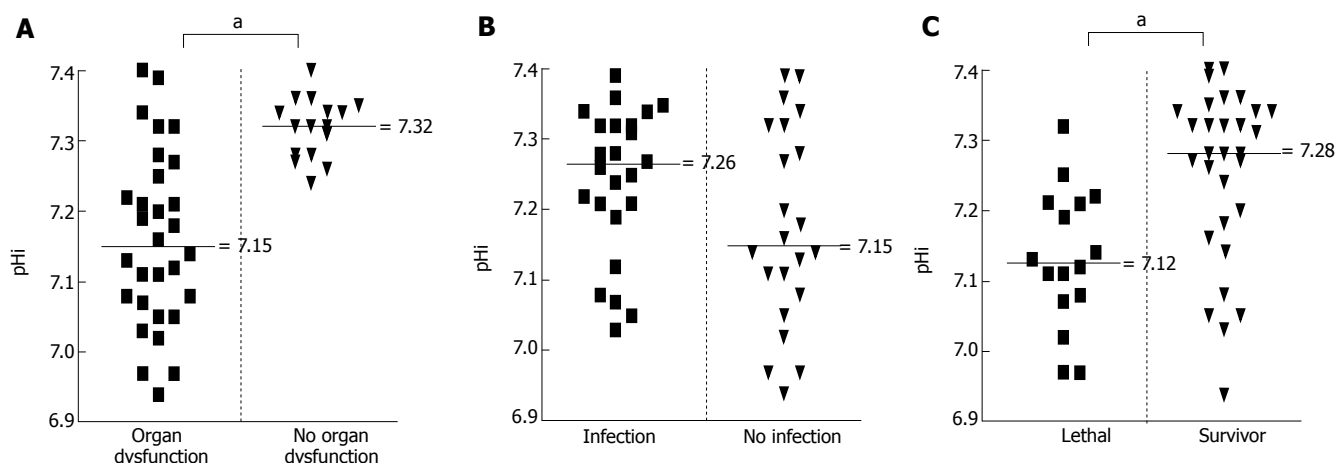 A
a
pHi
7.4
7.3
7.2
7.1
7.0
6.9
= 7.32
= 7.15
Organ
dysfunction
No organ
dysfunction
B
pHi
7.4
7.3
7.2
7.1
7.0
6.9
= 7.26
= 7.15
Infection
No infection
C
a
pHi
7.4
7.3
7.2
7.1
7.0
6.9
= 7.28
= 7.12
Lethal
Survivor